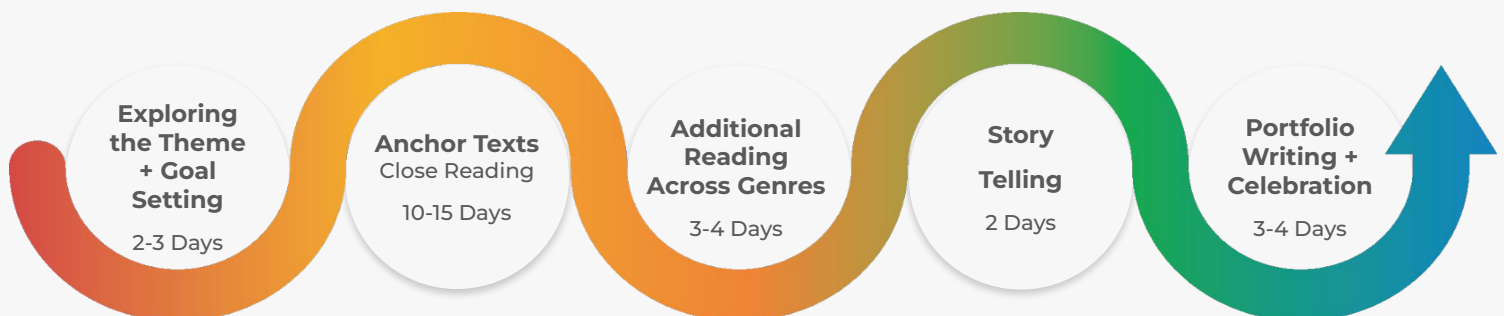 Exploring
the Theme
+ Goal
Setting
2-3 Days
Anchor Texts
Close Reading
10-15 Days
Additional
Reading
Across Genres
3-4 Days
Story
Telling
2 Days
Portfolio
Writing +
Celebration
3-4 Days